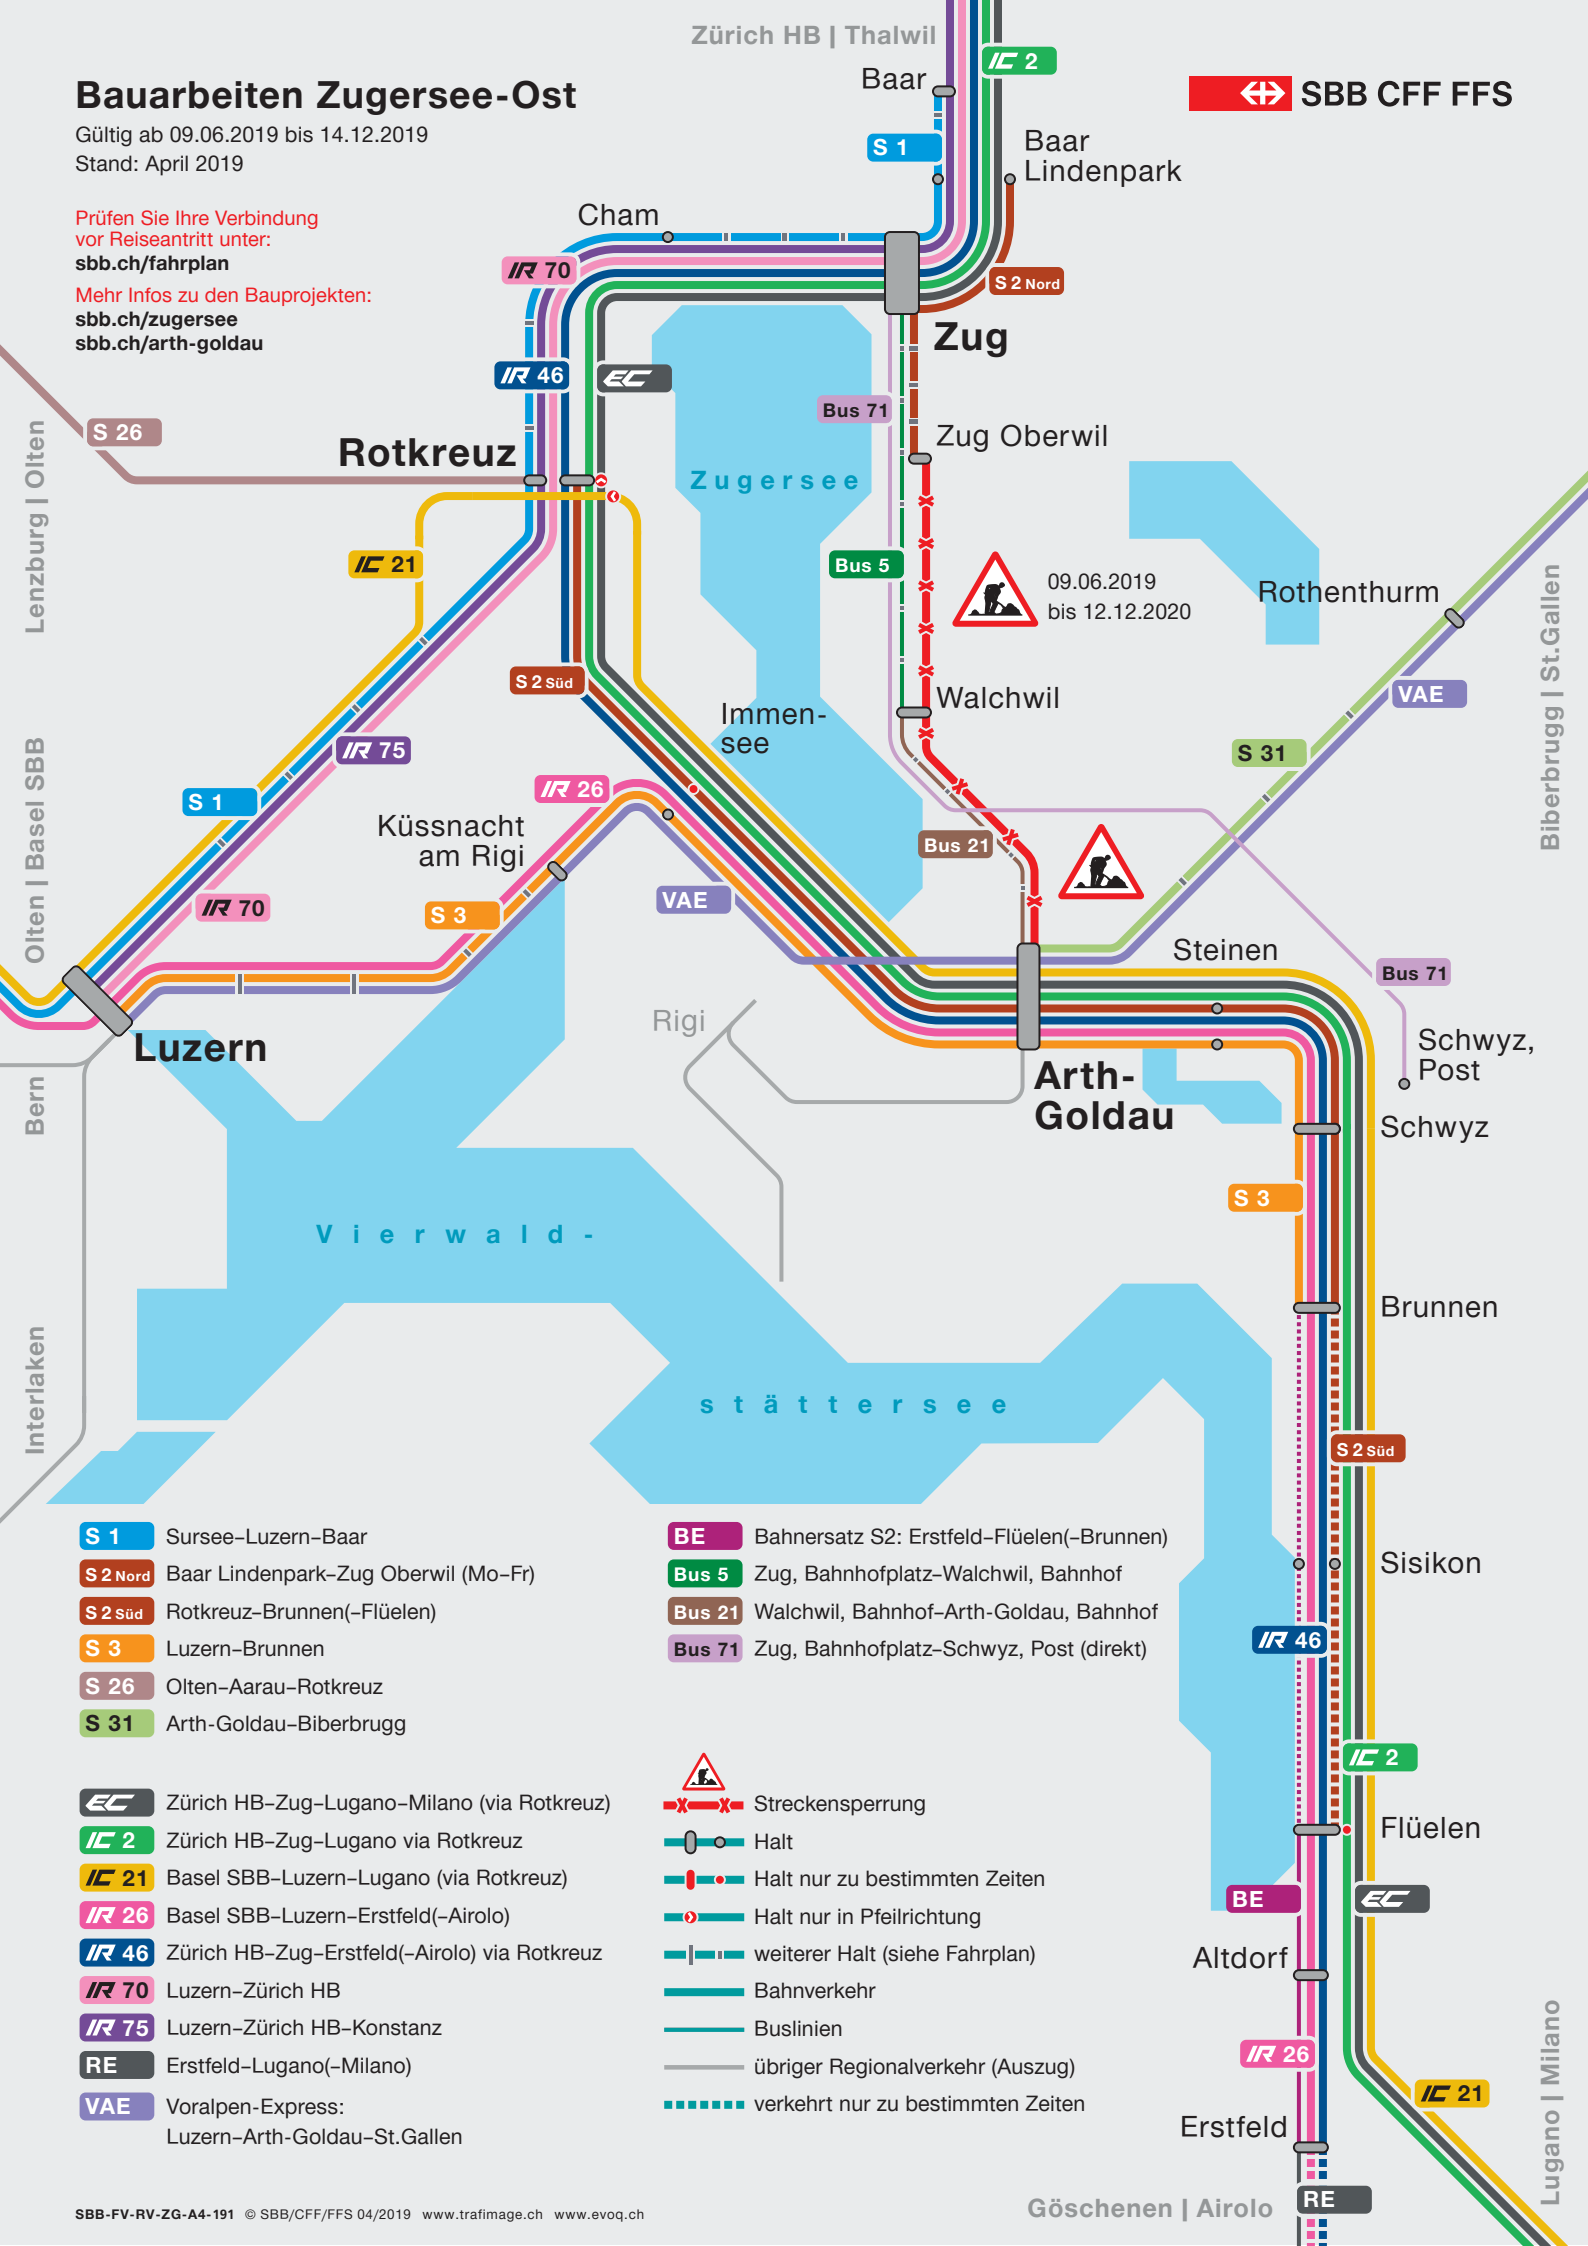 Zürich HB | Thalwil
IC 2
Baar
Bauarbeiten Zugersee-Ost
SBB CFF FFS
Gültig ab 09.06.2019 bis 14.12.2019
Stand: April 2019
S 1
Baar
Lindenpark
Prüfen Sie Ihre Verbindung
vor Reiseantritt unter:
sbb.ch/fahrplan
Mehr Infos zu den Bauprojekten:
sbb.ch/zugersee
sbb.ch/arth-goldau
Cham
IR 70
S 2 Nord
Zug
IR 46
EC
Bus 71
S 26
Rotkreuz
Zug Oberwil
Zugersee
Lenzburg | Olten
IC 21
Bus 5
09.06.2019
bis 12.12.2020
Rothenthurm
Biberbrugg | St.Gallen
S 2 Süd
Walchwil
VAE
Immen-
see
IR 75
S 31
IR 26
S 1
Olten | Basel SBB
Küssnacht
am Rigi
Bus 21
IR 70
S 3
VAE
Steinen
Bus 71
Rigi
Luzern
Schwyz,
Post
Arth-
Goldau
Bern
Schwyz
S 3
Vierwald-
Brunnen
Interlaken
stättersee
S 2 Süd
S 1 Sursee–Luzern–Baar
S 2 Nord Baar Lindenpark–Zug Oberwil (Mo–Fr)
S 2 Süd Rotkreuz–Brunnen(–Flüelen)
S 3 Luzern–Brunnen
S 26 Olten–Aarau–Rotkreuz
S 31 Arth-Goldau–Biberbrugg
BE Bahnersatz S2: Erstfeld–Flüelen(–Brunnen)
Bus 5 Zug, Bahnhofplatz–Walchwil, Bahnhof
Bus 21 Walchwil, Bahnhof–Arth-Goldau, Bahnhof
Bus 71 Zug, Bahnhofplatz–Schwyz, Post (direkt)
Sisikon
IR 46
IC 2
EC Zürich HB–Zug–Lugano–Milano (via Rotkreuz)
IC 2 Zürich HB–Zug–Lugano via Rotkreuz
IC 21 Basel SBB–Luzern–Lugano (via Rotkreuz)
IR 26 Basel SBB–Luzern–Erstfeld(–Airolo)
IR 46 Zürich HB–Zug–Erstfeld(–Airolo) via Rotkreuz
IR 70 Luzern–Zürich HB
IR 75 Luzern–Zürich HB–Konstanz
RE Erstfeld–Lugano(–Milano)
VAE Voralpen-Express:
Luzern–Arth-Goldau–St.Gallen
Streckensperrung
Halt
Halt nur zu bestimmten Zeiten
Halt nur in Pfeilrichtung
weiterer Halt (siehe Fahrplan)
Bahnverkehr
Buslinien
übriger Regionalverkehr (Auszug)
verkehrt nur zu bestimmten Zeiten
Flüelen
BE
EC
Altdorf
IR 26
IC 21
Erstfeld
Lugano | Milano
RE
Göschenen | Airolo
SBB-FV-RV-ZG-A4-191 © SBB/CFF/FFS 04/2019 www.trafimage.ch www.evoq.ch